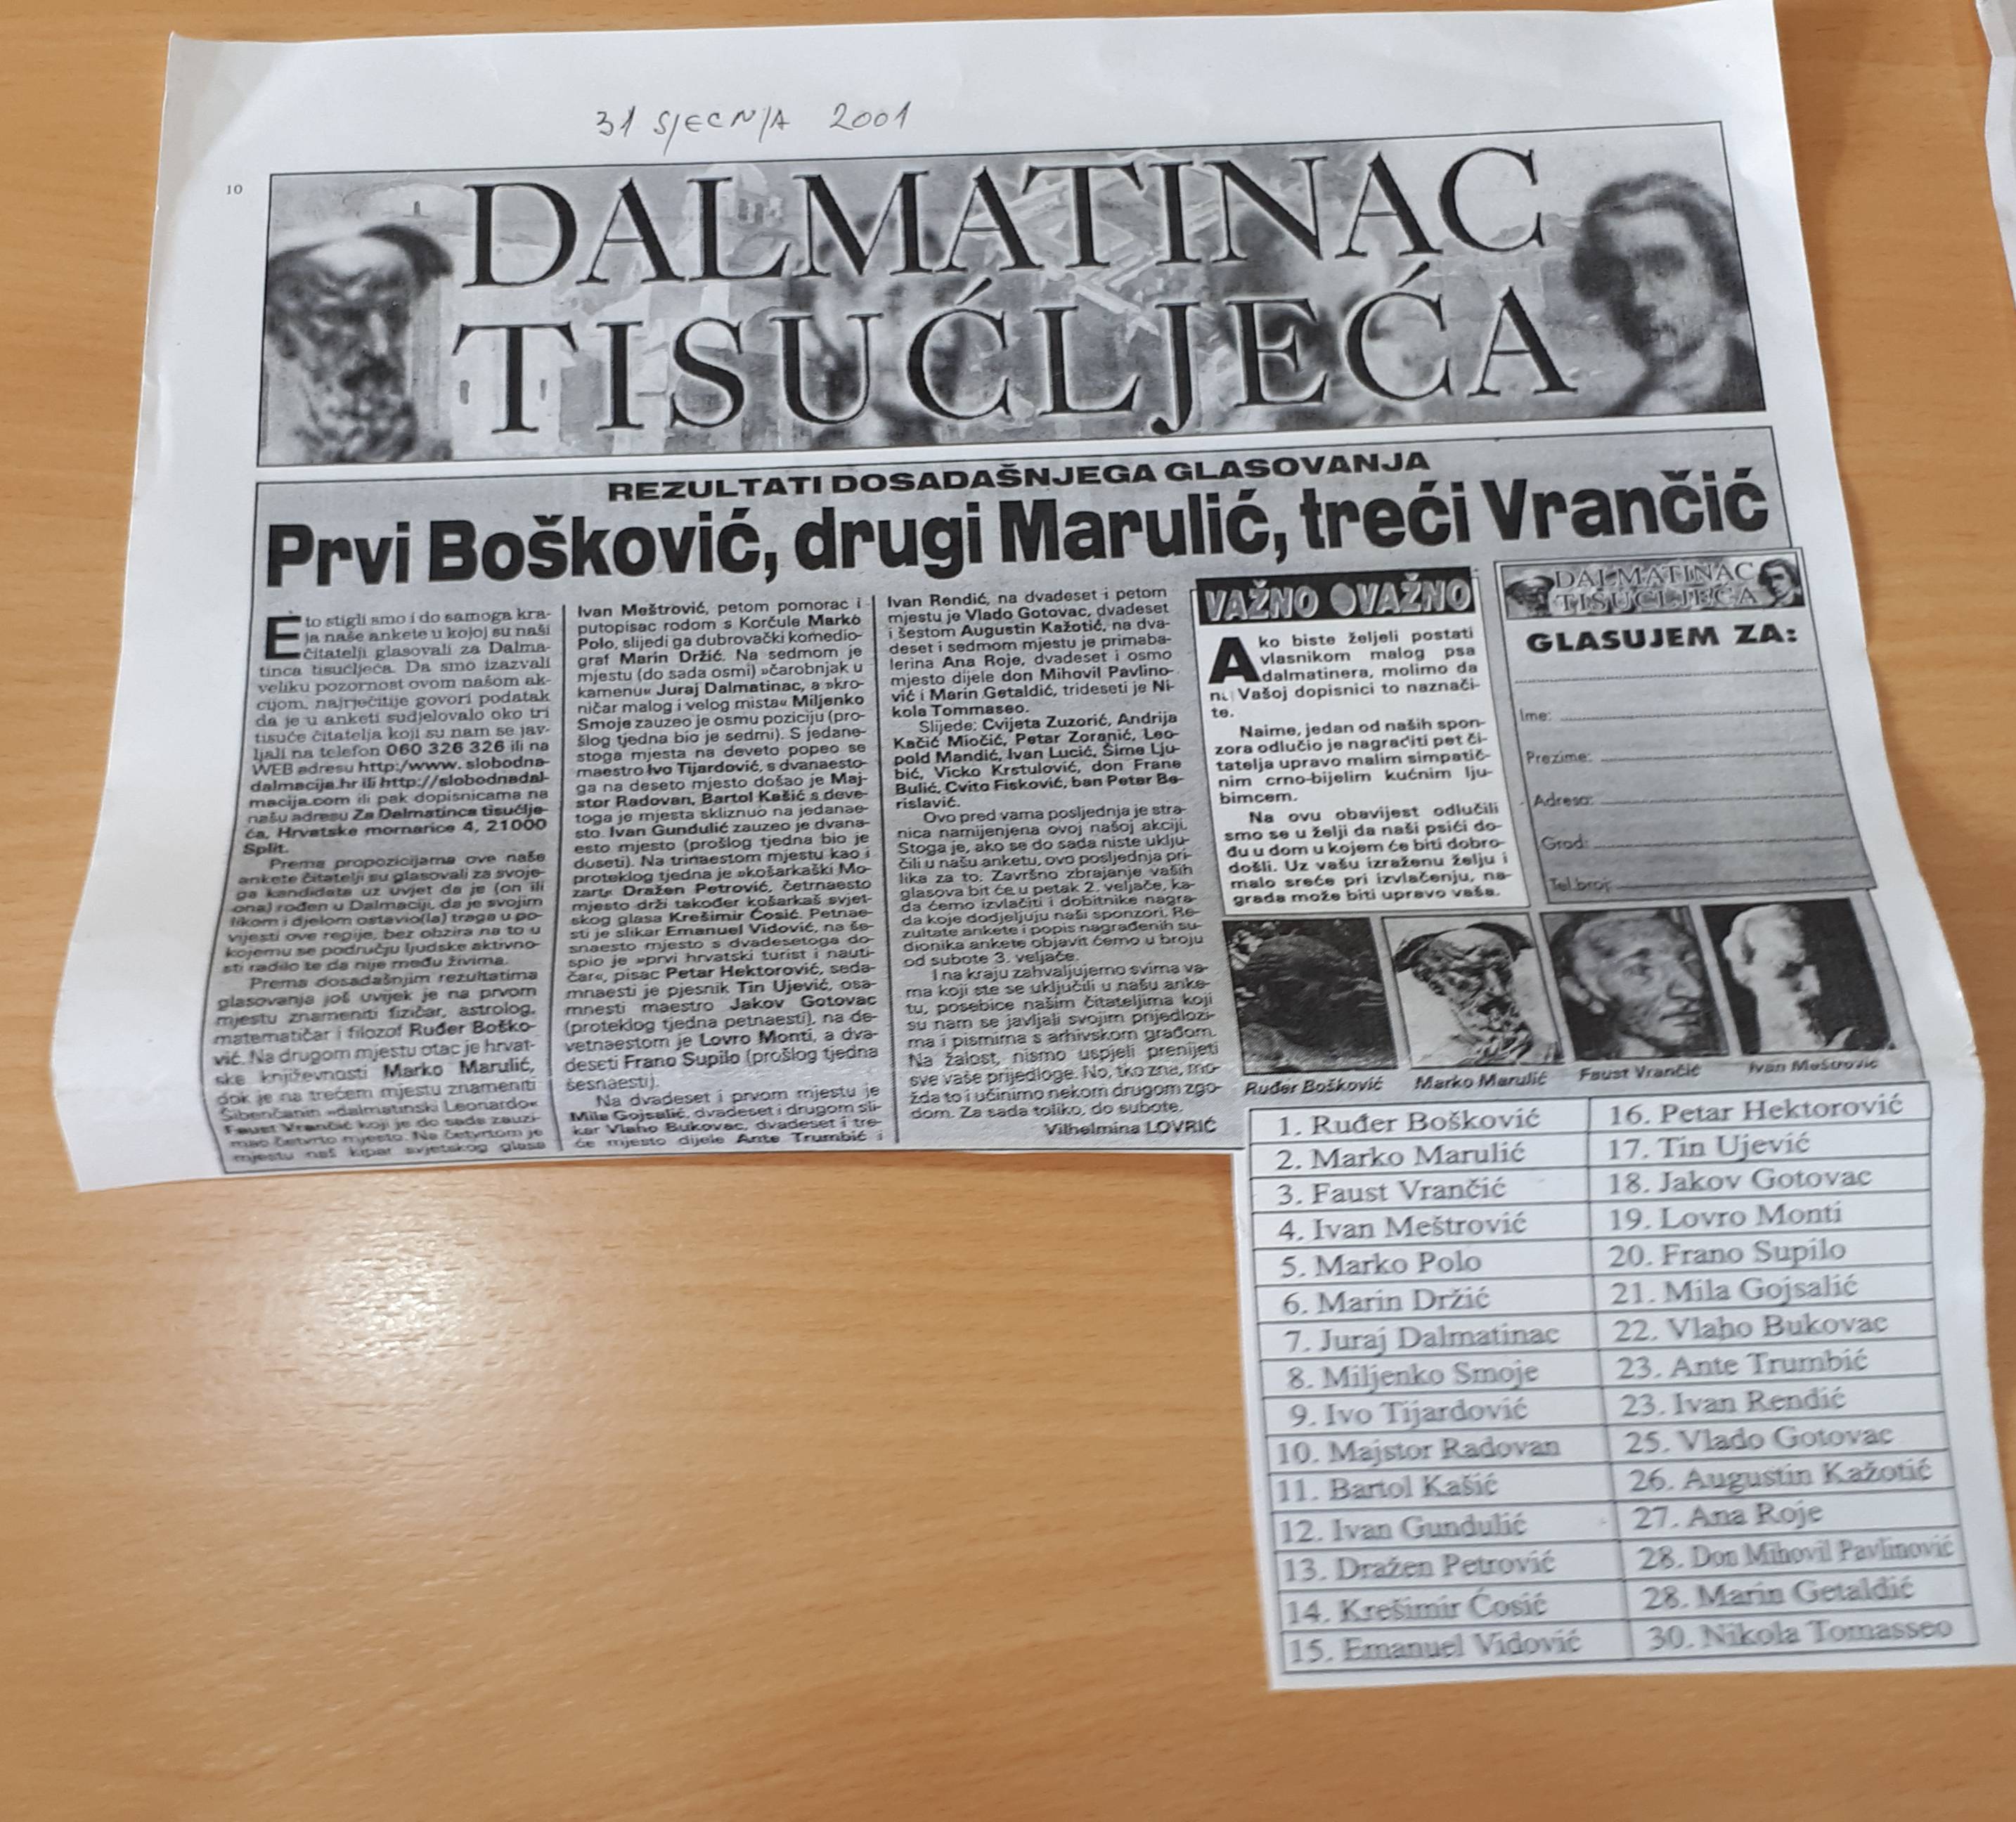 31 SJEČNJA 2001
10
DALMATINAC
TISUĆLJEĆA
REZULTATI DOSADAŠNJEGA GLASOVANJA
Prvi Bošković, drugi Marulić, treći Vrančić
Eto stigli smo i do samoga kra-
ja naše ankete u kojoj su naši
čitatelji glasovali za Dalma-
tinca tisućljeća. Da smo izazvali
veliku pozornost ovom našom ak-
cijom, najrječitije govori podatak
da je u anketi sudjelovalo oko tri
tisuće čitatelja koji su nam se jav-
ljali na telefon 060 326 326 ili na
WEB adresu http:/www. slobodna-
dalmacija.hr ili http://slobodnadal-
macija.com ili pak dopisnicama na
našu adresu Za Dalmatinca tisućlje-
ća, Hrvatske mornarice 4, 21000
Split.
Prema propozicijama ove naše
ankete čitatelji su glasovali za svoje-
ga kandidata uz uvjet da je (on ili
ona) rođen u Dalmaciji, da je svojim
likom i djelom ostavio(la) traga u po-
vijesti ove regije, bez obzira na to u
kojemu se području ljudske aktivno-
sti radilo te da nije među živima.
Prema dosadašnjim rezultatima
glasovanja još uvijek je na prvom
mjestu znameniti fizičar, astrolog,
matematičar i filozof Ruđer Boško-
vić. Na drugom mjestu otac je hrvat-
ske književnosti Marko Marulić,
dok je na trećem mjestu znameniti
Šibenčanin »dalmatinski Leonardo«
Faust Vrančić koji je do sada zauzi-
mao četvrto mjesto. Na četvrtom je
mjestu naš kipar svjetskog glasa
Ivan Meštrović, petom pomorac i
putopisac rodom s Korčule Marko
Polo, slijedi ga dubrovački komedio-
graf Marin Držić. Na sedmom je
mjestu (do sada osmi) »čarobnjak u
kamenu« Juraj Dalmatinac, a »kro-
ničar malog i velog mista« Miljenko
Smoje zauzeo je osmu poziciju (pro-
šlog tjedna bio je sedmi). S jedane-
stoga mjesta na deveto popeo se
maestro Ivo Tijardović, s dvanaesto-
ga na deseto mjesto došao je Maj-
stor Radovan, Bartol Kašić s deve-
toga je mjesta skliznuo na jedanae-
sto. Ivan Gundulić zauzeo je dvana-
esto mjesto (prošlog tjedna bio je
deseti). Na trinaestom mjestu kao i
proteklog tjedna je »košarkaški Mo-
zart« Dražen Petrović, četrnaesto
mjesto drži također košarkaš svjet-
skog glasa Krešimir Ćosić. Petnae-
sti je slikar Emanuel Vidović, na še-
snaesto mjesto s dvadesetoga do-
spio je »prvi hrvatski turist i nauti-
čar«, pisac Petar Hektorović, seda-
mnaesti je pjesnik Tin Ujević, osa-
mnesti maestro Jakov Gotovac
(proteklog tjedna petnaesti), na de-
vetnaestom je Lovro Monti, a dva-
deseti Frano Supilo (prošlog tjedna
šesnaesti).
Na dvadeset i prvom mjestu je
Mila Gojsalić, dvadeset i drugom sli-
kar Vlaho Bukovac, dvadeset i tre-
će mjesto dijele Ante Trumbić i
Ivan Rendić, na dvadeset i petom
mjestu je Vlado Gotovac, dvadeset
i šestom Augustin Kažotić, na dva-
deset i sedmom mjestu je primaba-
lerina Ana Roje, dvadeset i osmo
mjesto dijele don Mihovil Pavlino-
vić i Marin Getaldić, trideseti je Ni-
kola Tommaseo.
Slijede: Cvijeta Zuzorić, Andrija
Kačić Miočić, Petar Zoranić, Leo-
pold Mandić, Ivan Lucić, Šime Lju-
bić, Vicko Krstulović, don Frane
Bulić, Cvito Fisković, ban Petar Be-
rislavić.
Ovo pred vama posljednja je stra-
nica namijenjena ovoj našoj akciji.
Stoga je, ako se do sada niste uklju-
čili u našu anketu, ovo posljednja pri-
lika za to. Završno zbrajanje vaših
glasova bit će u petak 2. veljače, ka-
da ćemo izvlačiti i dobitnike nagra-
da koje dodjeljuju naši sponzori. Re-
zultate ankete i popis nagrađenih su-
dionika ankete objavit ćemo u broju
od subote 3. veljače.
I na kraju zahvaljujemo svima va-
ma koji ste se uključili u našu anke-
tu, posebice našim čitateljima koji
su nam se javljali svojim prijedlozi-
ma i pismima s arhivskom građom.
Na žalost, nismo uspjeli prenijeti
sve vaše prijedloge. No, tko zna, mo-
žda to i učinimo nekom drugom zgo-
dom. Za sada toliko, do subote.
Vilhelmina LOVRIĆ
VAŽNO VAŽNO
Ako biste željeli postati
vlasnikom malog psa
dalmatinera, molimo da
na Vašoj dopisnici to naznači-
te.
Naime, jedan od naših spon-
zora odlučio je nagraditi pet či-
tatelja upravo malim simpatič-
nim crno-bijelim kućnim lju-
bimcem.
Na ovu obavijest odlučili
smo se u želji da naši psići do-
đu u dom u kojem će biti dobro-
došli. Uz vašu izraženu želju i
malo sreće pri izvlačenju, na-
grada može biti upravo vaša.
DALMATINAC
TISUĆLJEĆA
GLASUJEM ZA:
Ime:
Prezime:
Adresa:
Grad:
Tel.broj:
Ruđer Bošković
Marko Marulić
Faust Vrančić
Ivan Meštrović
1. Ruđer Bošković
2. Marko Marulić
3. Faust Vrančić
4. Ivan Meštrović
5. Marko Polo
6. Marin Držić
7. Juraj Dalmatinac
8. Miljenko Smoje
9. Ivo Tijardović
10. Majstor Radovan
11. Bartol Kašić
12. Ivan Gundulić
13. Dražen Petrović
14. Krešimir Ćosić
15. Emanuel Vidović
16. Petar Hektorović
17. Tin Ujević
18. Jakov Gotovac
19. Lovro Monti
20. Frano Supilo
21. Mila Gojsalić
22. Vlaho Bukovac
23. Ante Trumbić
23. Ivan Rendić
25. Vlado Gotovac
26. Augustin Kažotić
27. Ana Roje
28. Don Mihovil Pavlinović
28. Marin Getaldić
30. Nikola Tomasseo